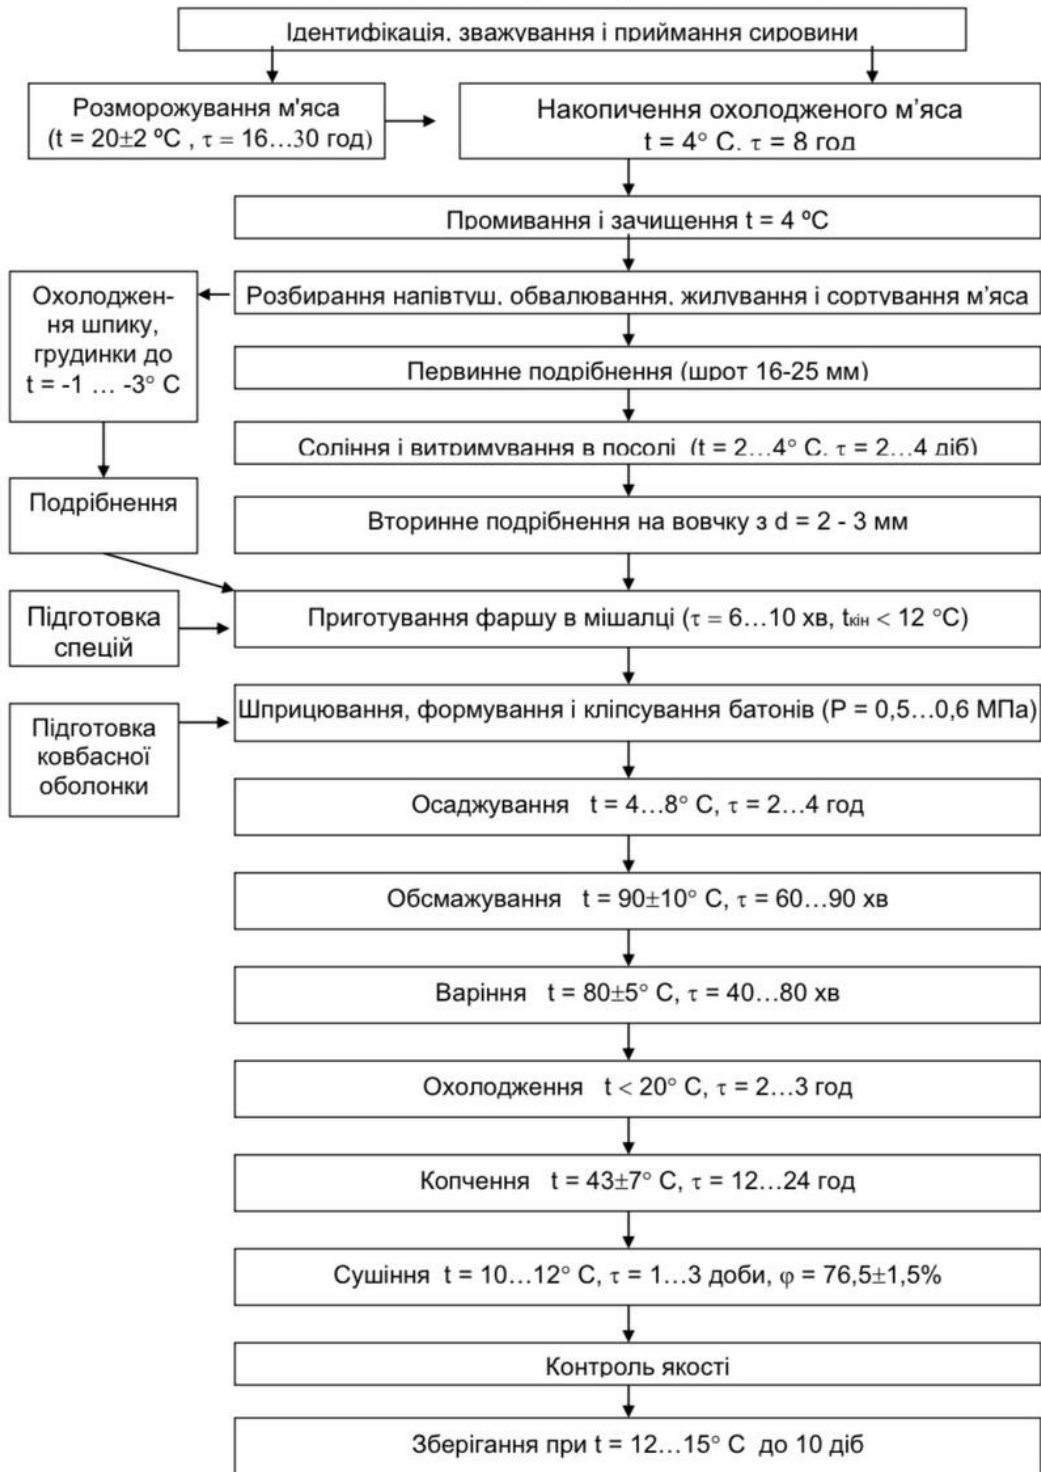 Ідентифікація, зважування і приймання сировини
Розморожування м'яса
(t = 20±2 ºC , τ = 16…30 год)
Накопичення охолодженого м’яса
t = 4° C, τ = 8 год
Промивання і зачищення t = 4 ºC
Охолоджен-
ня шпику,
грудинки до
t = -1 … -3° C
Розбирання напівтуш, обвалювання, жилування і сортування м’яса
Первинне подрібнення (шрот 16-25 мм)
Соління і витримування в посолі (t = 2…4° C, τ = 2…4 діб)
Подрібнення
Вторинне подрібнення на вовчку з d = 2 - 3 мм
Підготовка
спецій
Приготування фаршу в мішалці (τ = 6…10 хв, tкін < 12 °C)
Підготовка
ковбасної
оболонки
Шприцювання, формування і кліпсування батонів (P = 0,5…0,6 МПа)
Осаджування t = 4…8° C, τ = 2…4 год
Обсмажування t = 90±10° C, τ = 60…90 хв
Варіння t = 80±5° C, τ = 40…80 хв
Охолодження t < 20° C, τ = 2…3 год
Копчення t = 43±7° C, τ = 12…24 год
Сушіння t = 10…12° C, τ = 1…3 доби, φ = 76,5±1,5%
Контроль якості
Зберігання при t = 12…15° C до 10 діб